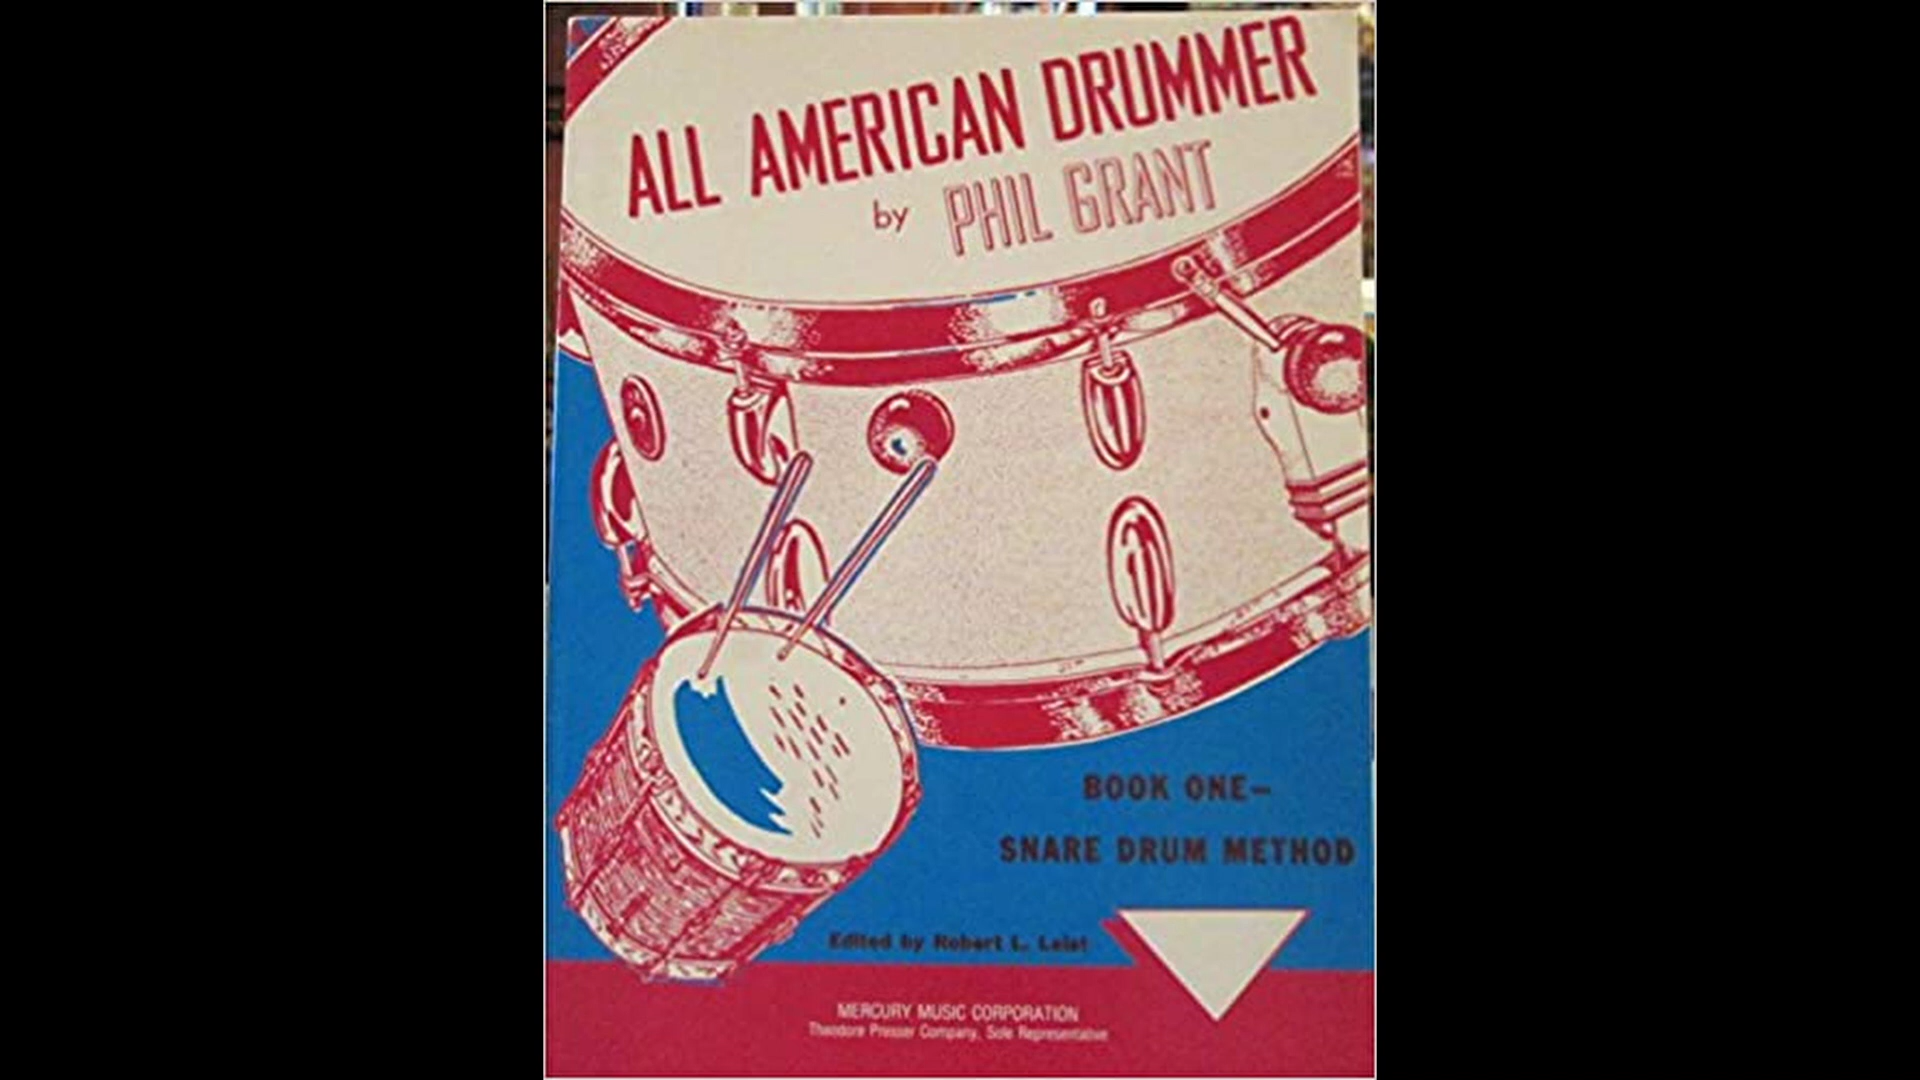 ALL AMERICAN DRUMMER
by PHIL GRANT
BOOK ONE-
SNARE DRUM METHOD
Edited by Robert L. Leist
MERCURY MUSIC CORPORATION
Theodore Presser Company, Sole Representative